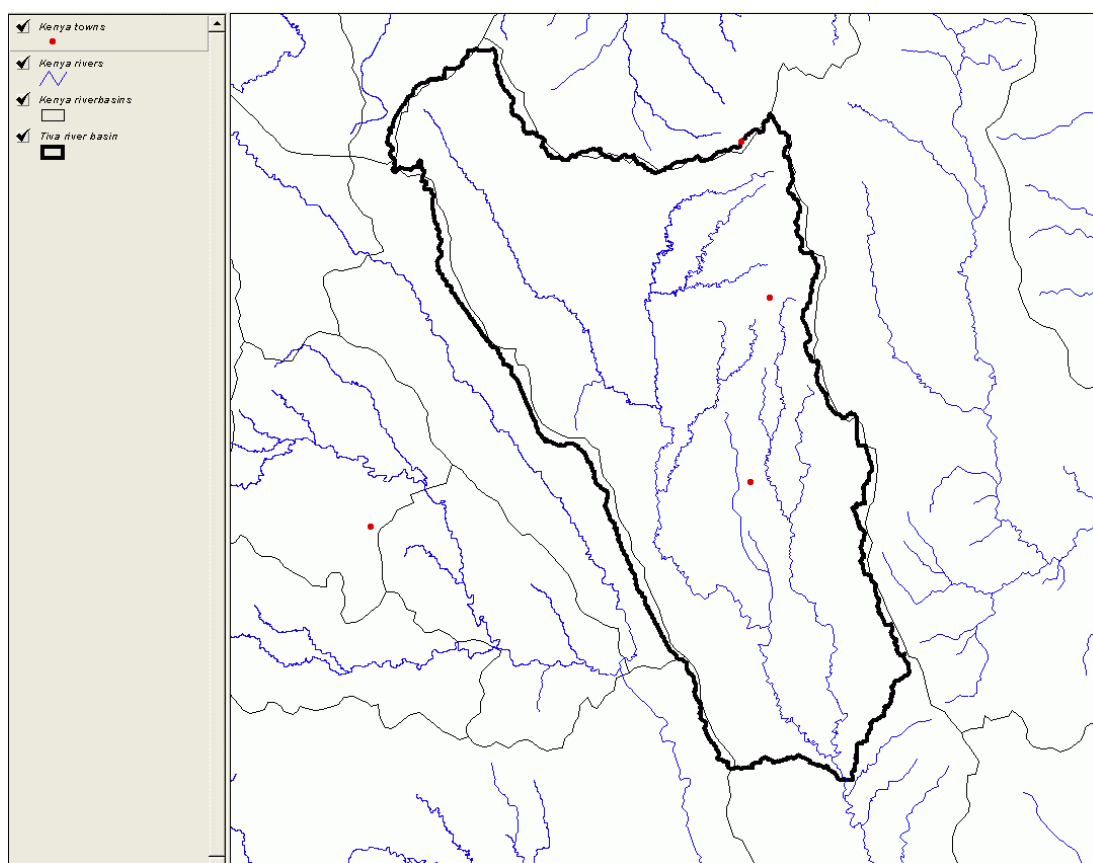 Kenya towns
Kenya rivers
Kenya riverbasins
Tiva river basin